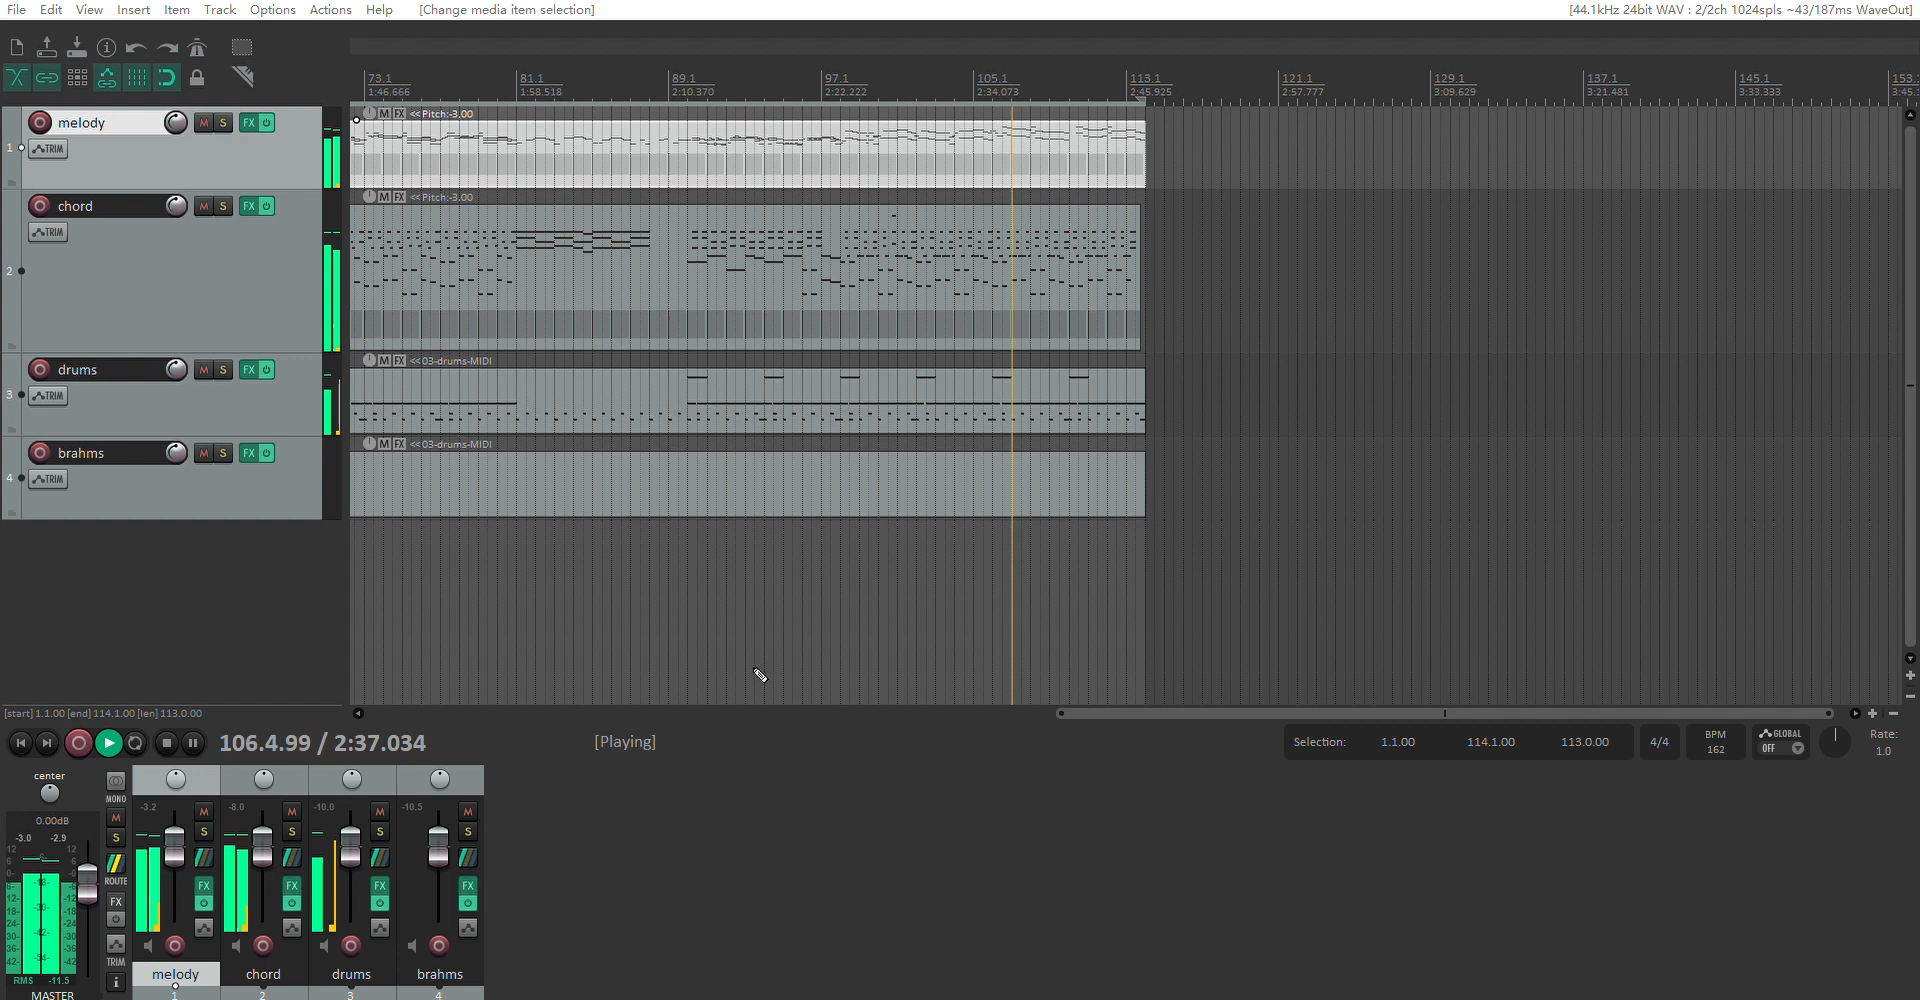 File Edit View Insert Item Track Options Actions Help [Change media item selection] [44.1kHz 24bit WAV : 2/2ch 1024spls ~43/187ms WaveOut]
73.1 81.1 89.1 97.1 105.1 113.1 121.1 129.1 137.1 145.1 153.
1:46.666 1:58.518 2:10.370 2:22.222 2:34.073 2:45.925 2:57.777 3:09.629 3:21.481 3:33.333 3:45.
M FX <<Pitch:-3.00
melody M S FX
1 TRIM
M FX <<Pitch:-3.00
chord M S FX
TRIM
2
M FX <<03-drums-MIDI
drums M S FX
3 TRIM
M FX <<03-drums-MIDI
brahms M S FX
4 TRIM
[start] 1.1.00 [end] 114.1.00 [len] 113.0.00
106.4.99 / 2:37.034 [Playing] Selection: 1.1.00 114.1.00 113.0.00 4/4 BPM 162 GLOBAL OFF Rate: 1.0
center
MONO
-3.2 -8.0 -10.0 -10.5
M M M M M
0.00dB
-3.0 -2.9 S S S S S
ROUTE
FX FX FX FX FX
TRIM
RMS -11.5
melody chord drums brahms
MASTER 1 2 3 4